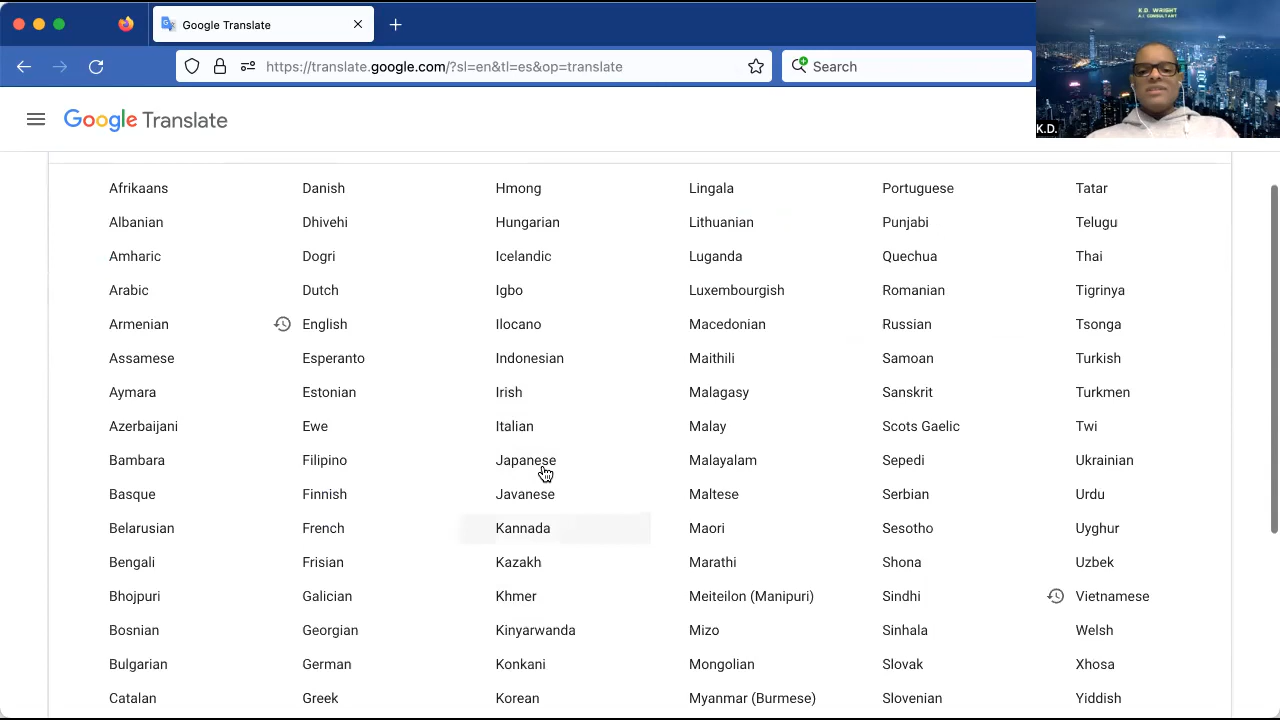 Google Translate
https://translate.google.com/?sl=en&tl=es&op=translate
Search
K.D. WRIGHT
A.I. CONSULTANT
K.D.
Google Translate
Afrikaans Danish Hmong Lingala Portuguese Tatar
Albanian Dhivehi Hungarian Lithuanian Punjabi Telugu
Amharic Dogri Icelandic Luganda Quechua Thai
Arabic Dutch Igbo Luxembourgish Romanian Tigrinya
Armenian English Ilocano Macedonian Russian Tsonga
Assamese Esperanto Indonesian Maithili Samoan Turkish
Aymara Estonian Irish Malagasy Sanskrit Turkmen
Azerbaijani Ewe Italian Malay Scots Gaelic Twi
Bambara Filipino Japanese Malayalam Sepedi Ukrainian
Basque Finnish Javanese Maltese Serbian Urdu
Belarusian French Kannada Maori Sesotho Uyghur
Bengali Frisian Kazakh Marathi Shona Uzbek
Bhojpuri Galician Khmer Meiteilon (Manipuri) Sindhi Vietnamese
Bosnian Georgian Kinyarwanda Mizo Sinhala Welsh
Bulgarian German Konkani Mongolian Slovak Xhosa
Catalan Greek Korean Myanmar (Burmese) Slovenian Yiddish